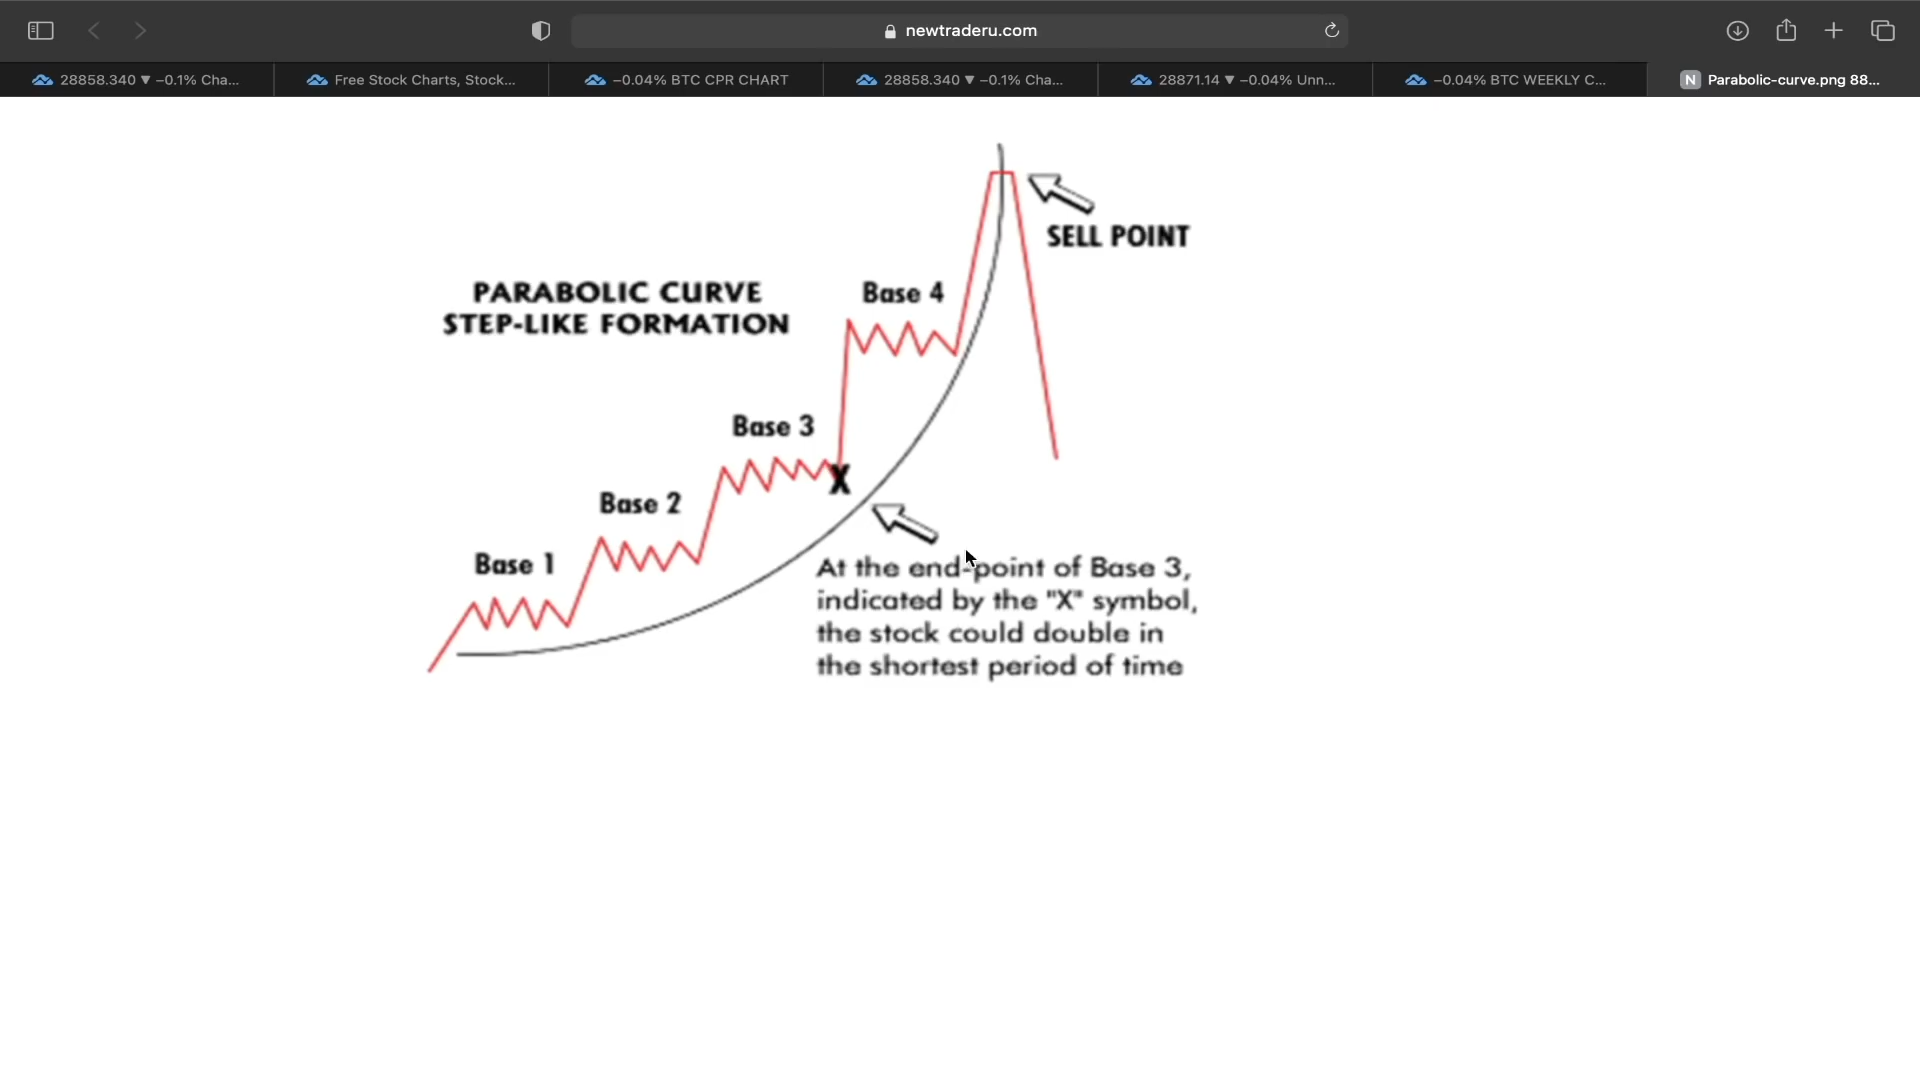 newtraderu.com
28858.340 ▼ −0.1% Cha...
Free Stock Charts, Stock...
−0.04% BTC CPR CHART
28858.340 ▼ −0.1% Cha...
28871.14 ▼ −0.04% Unn...
−0.04% BTC WEEKLY C...
N Parabolic-curve.png 88...
SELL POINT
PARABOLIC CURVE
STEP-LIKE FORMATION
Base 4
Base 3
X
Base 2
Base 1
At the end-point of Base 3,
indicated by the "X" symbol,
the stock could double in
the shortest period of time